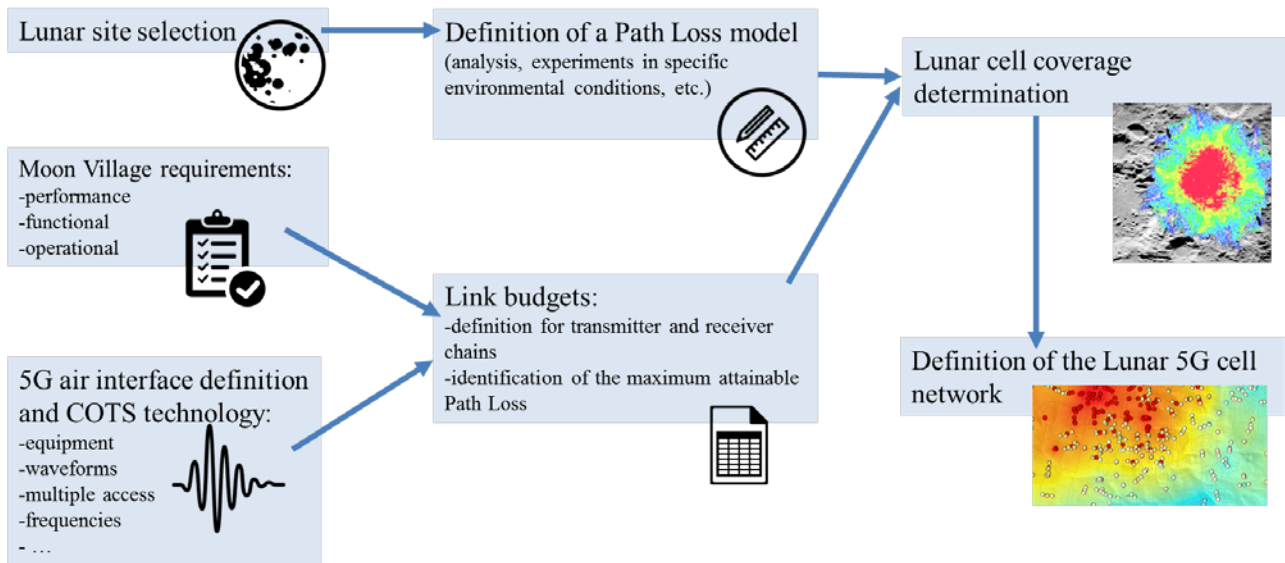 Lunar site selection
Definition of a Path Loss model
(analysis, experiments in specific
environmental conditions, etc.)
Lunar cell coverage
determination
Moon Village requirements:
-performance
-functional
-operational
Link budgets:
-definition for transmitter and receiver
chains
-identification of the maximum attainable
Path Loss
5G air interface definition
and COTS technology:
-equipment
-waveforms
-multiple access
-frequencies
- …
Definition of the Lunar 5G cell
network